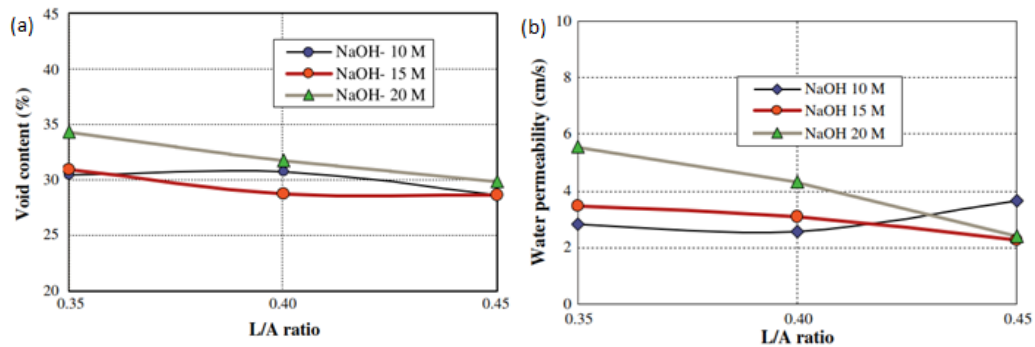 (a)
45
40
35
30
25
20
Void content (%)
NaOH- 10 M
NaOH- 15 M
NaOH- 20 M
0.35
0.40
0.45
L/A ratio
(b)
10
8
6
4
2
0
Water permeability (cm/s)
NaOH 10 M
NaOH 15 M
NaOH 20 M
0.35
0.40
0.45
L/A ratio